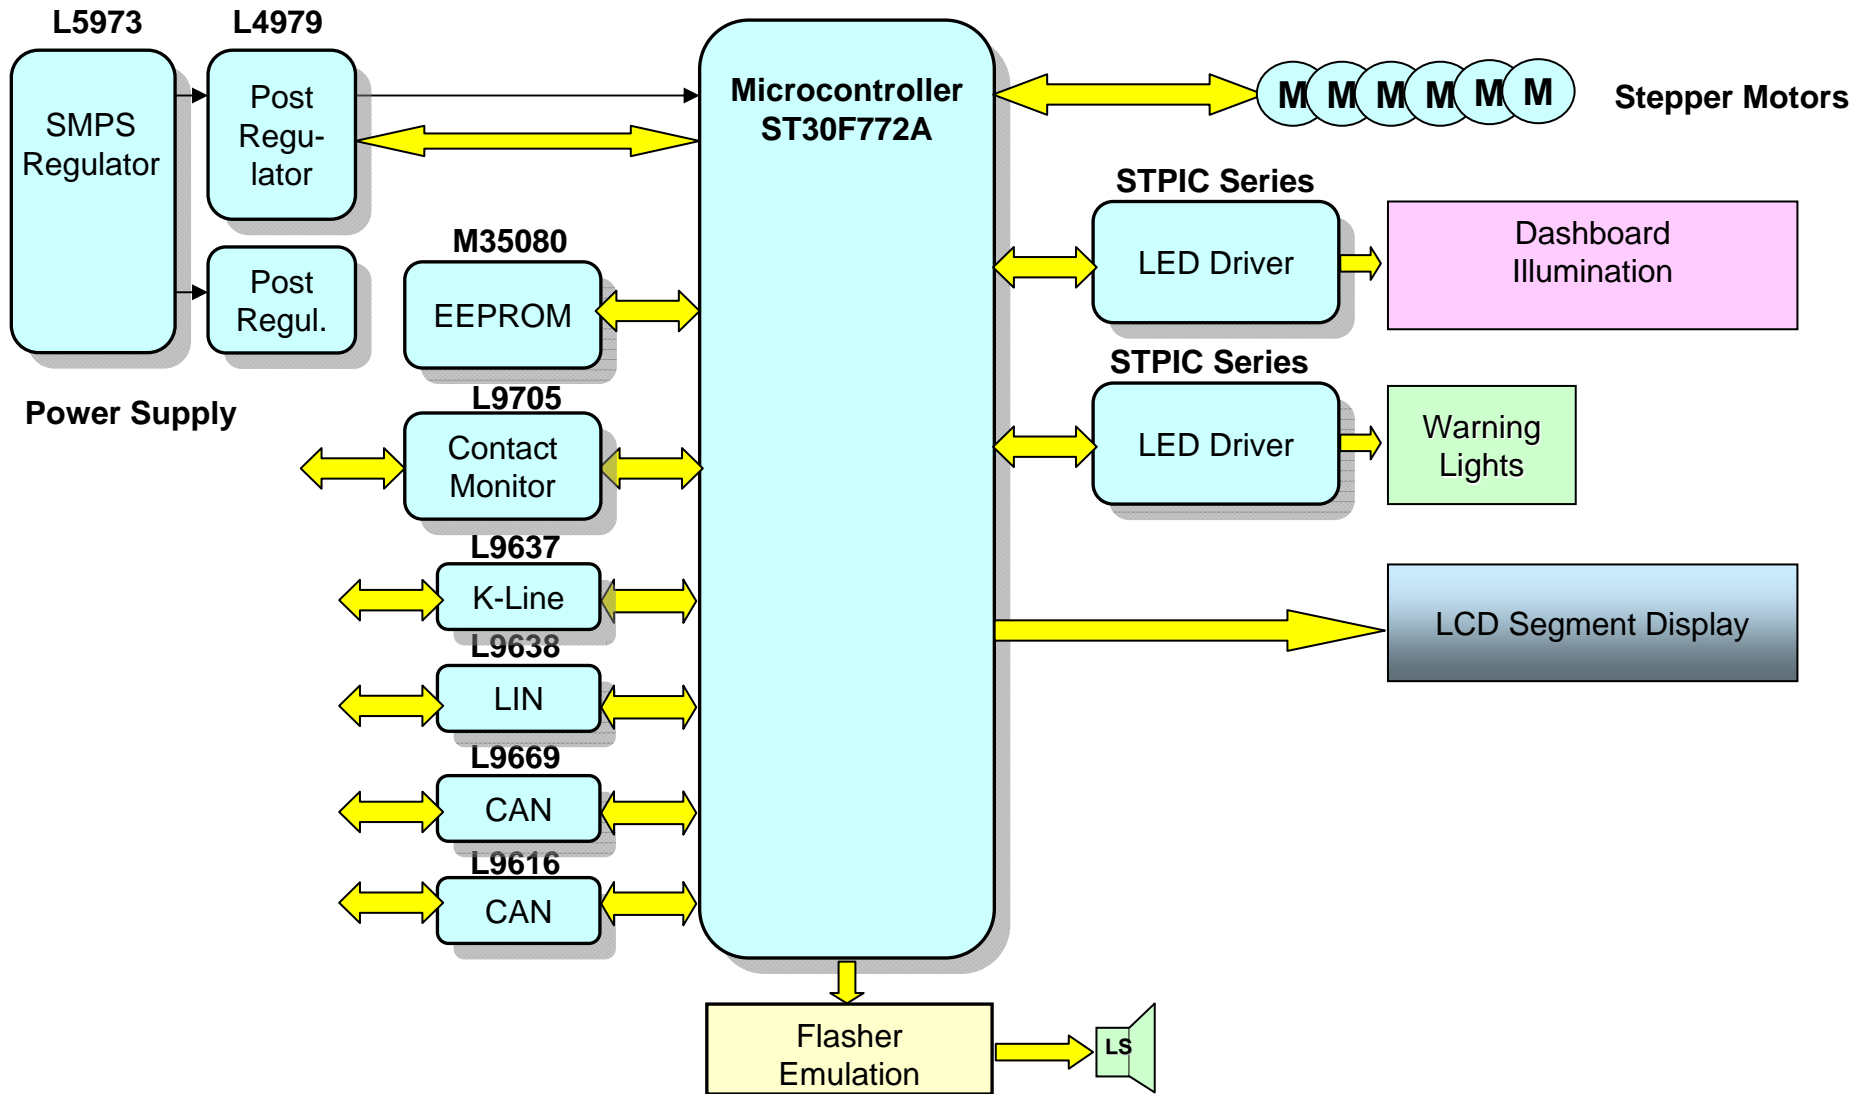 L5973
L4979
SMPS
Regulator
Post
Regu-
lator
Post
Regul.
Power Supply
M35080
EEPROM
L9705
Contact
Monitor
L9637
K-Line
L9638
LIN
L9669
CAN
L9616
CAN
Microcontroller
ST30F772A
M M M M M M
Stepper Motors
STPIC Series
LED Driver
Dashboard
Illumination
STPIC Series
LED Driver
Warning
Lights
LCD Segment Display
Flasher
Emulation
LS